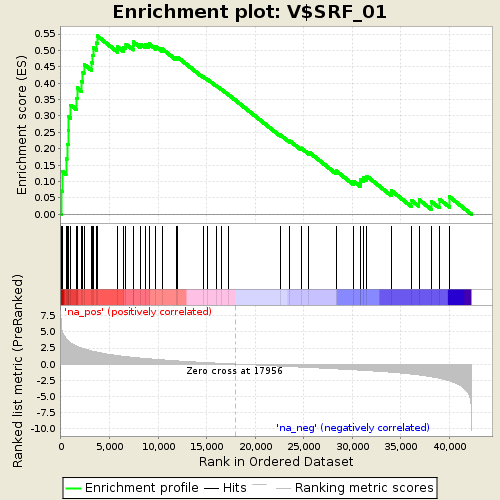 Enrichment plot: V$SRF_01
Enrichment score (ES)
0.55
0.50
0.45
0.40
0.35
0.30
0.25
0.20
0.15
0.10
0.05
0.00
'na_pos' (positively correlated)
Ranked list metric (PreRanked)
7.5
5.0
2.5
0.0
-2.5
-5.0
-7.5
-10.0
Zero cross at 17956
'na_neg' (negatively correlated)
0 5,000 10,000 15,000 20,000 25,000 30,000 35,000 40,000
Rank in Ordered Dataset
Enrichment profile Hits Ranking metric scores